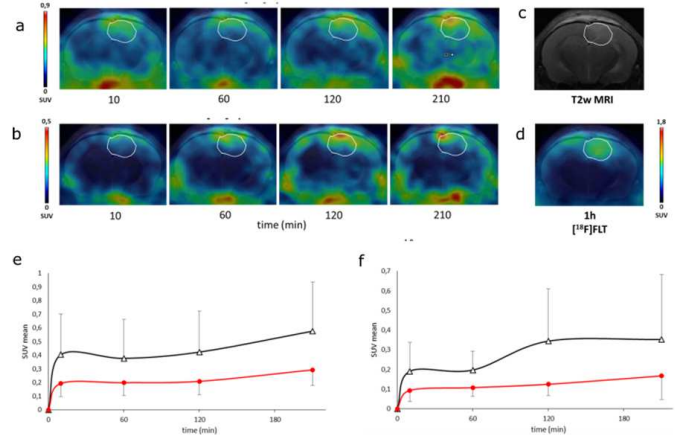 a
0,9
0
SUV
10
60
120
210
c
T2w MRI
b
0,5
0
SUV
10
60
120
210
time (min)
d
1,8
0
SUV
1h
[¹⁸F]FLT
e
SUV mean
1
0,9
0,8
0,7
0,6
0,5
0,4
0,3
0,2
0,1
0
0
60
120
180
time (min)
f
SUV mean
0,7
0,6
0,5
0,4
0,3
0,2
0,1
0
0
60
120
180
time (min)